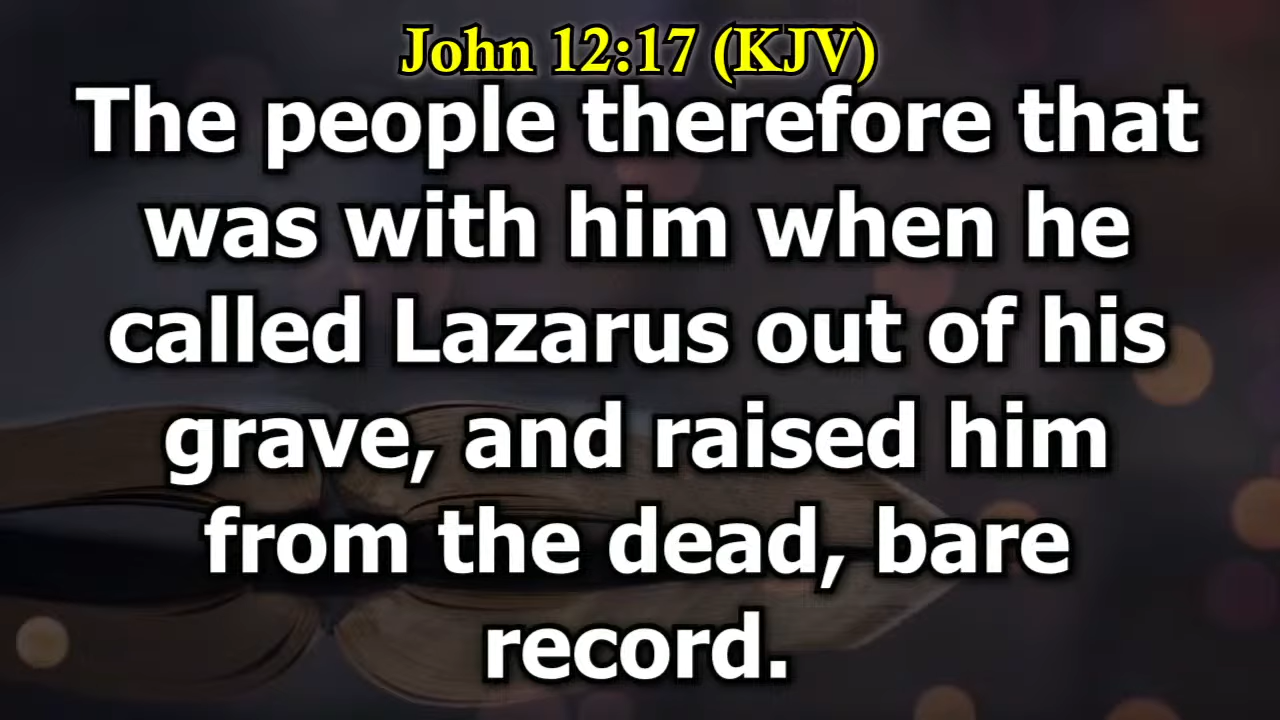 John 12:17 (KJV)
The people therefore that
was with him when he
called Lazarus out of his
grave, and raised him
from the dead, bare
record.